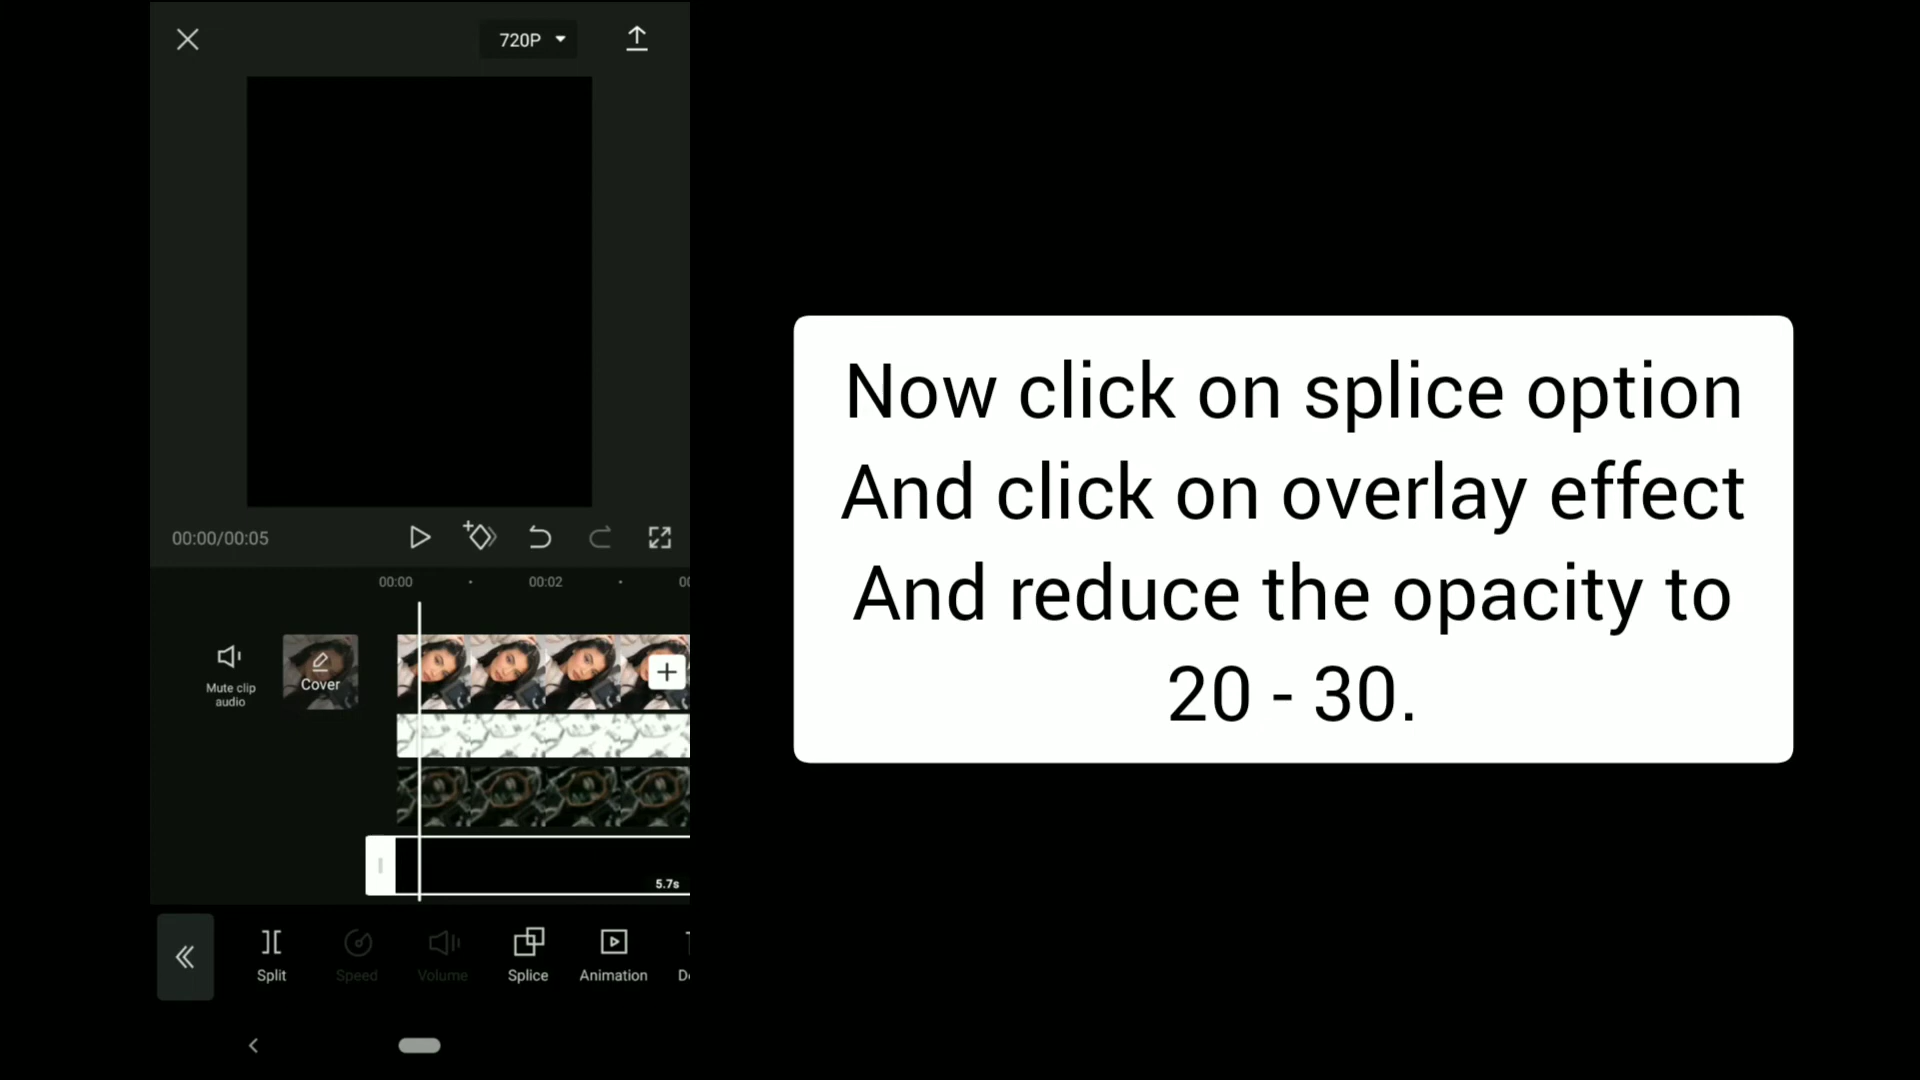 720P
00:00/00:05
00:00
00:02
Mute clip
audio
Cover
5.7s
Split
Speed
Volume
Splice
Animation
Now click on splice option
And click on overlay effect
And reduce the opacity to
20 - 30.